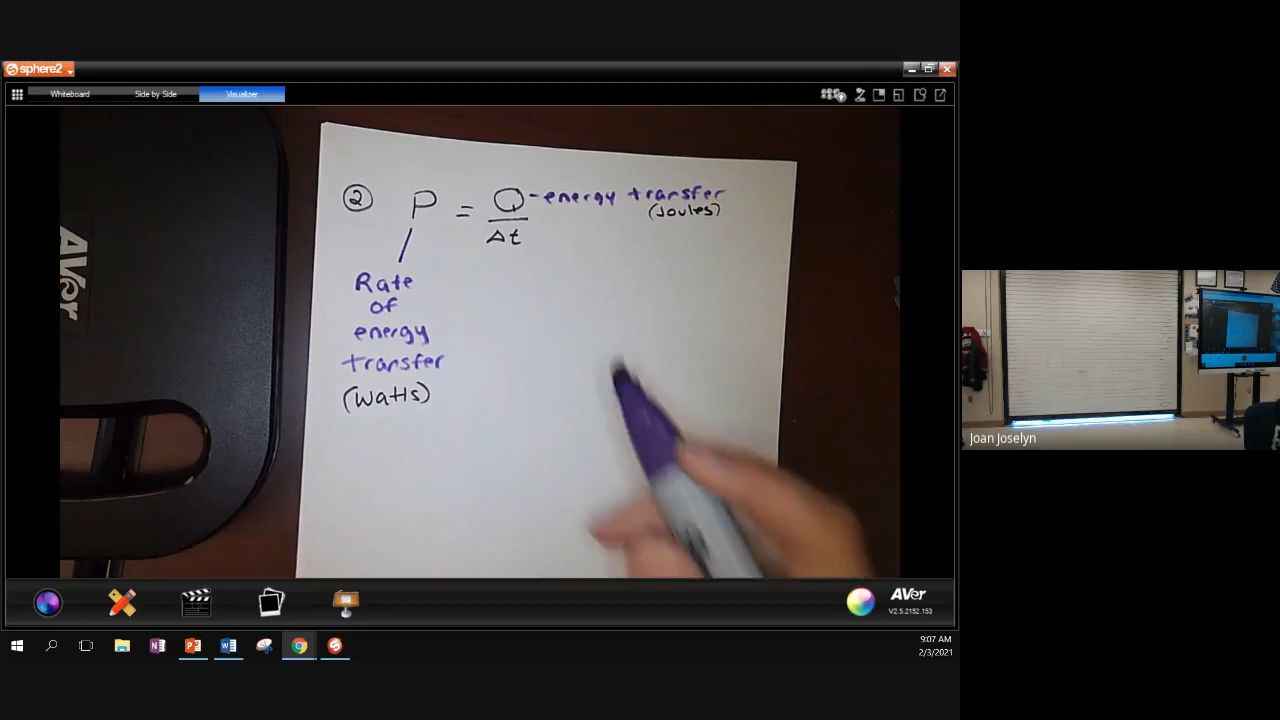 sphere2
Whiteboard
Side by Side
Visualizer
② P = Q - energy transfer
(Joules)
Δt
Rate
of
energy
transfer
(watts)
AVer
AVer
V2.5.2152.153
Joan Joselyn
9:07 AM
2/3/2021